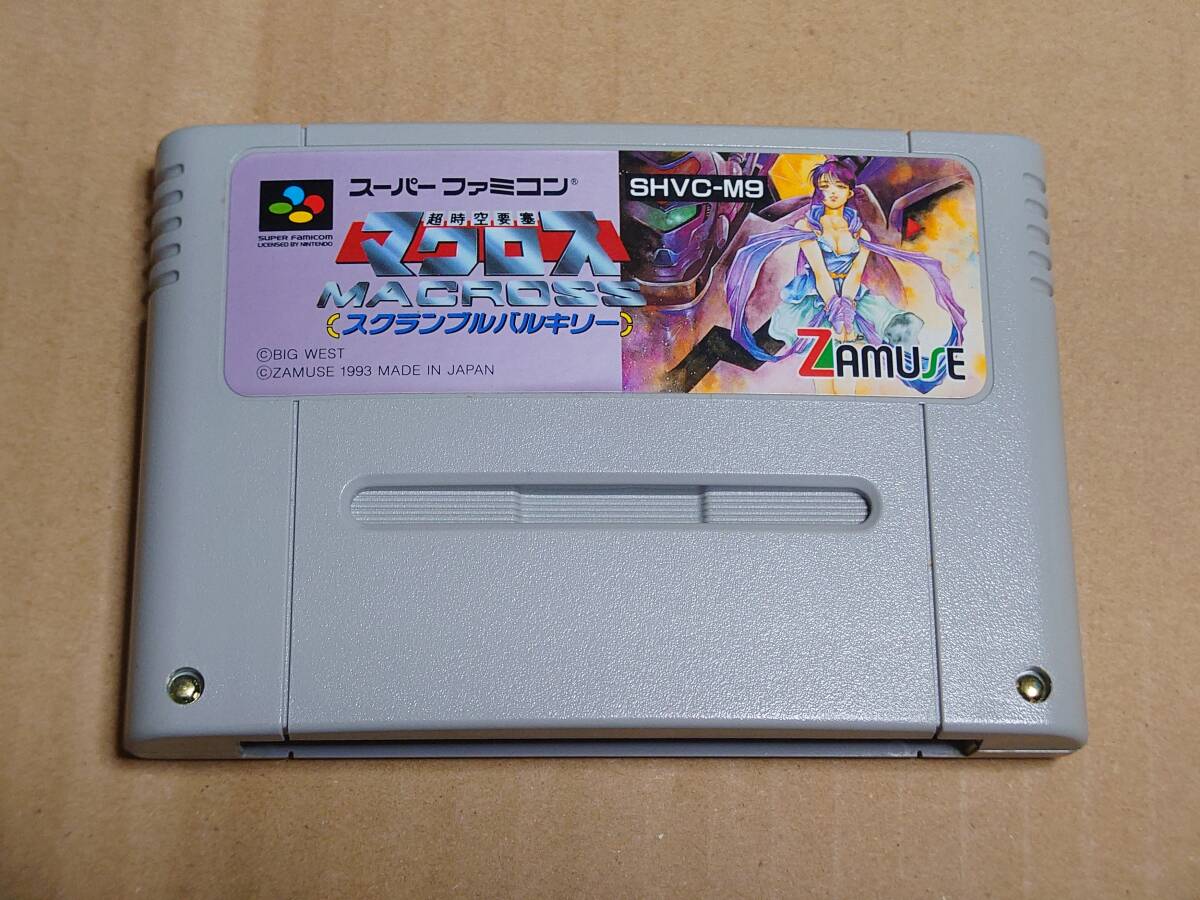 スーパーファミコン®
SUPER FAMICOM
LICENSED BY NINTENDO
超時空要塞
マクロス
MACROSS
スクランブルバルキリー
©BIG WEST
©ZAMUSE 1993 MADE IN JAPAN
SHVC-M9
ZAMUSE